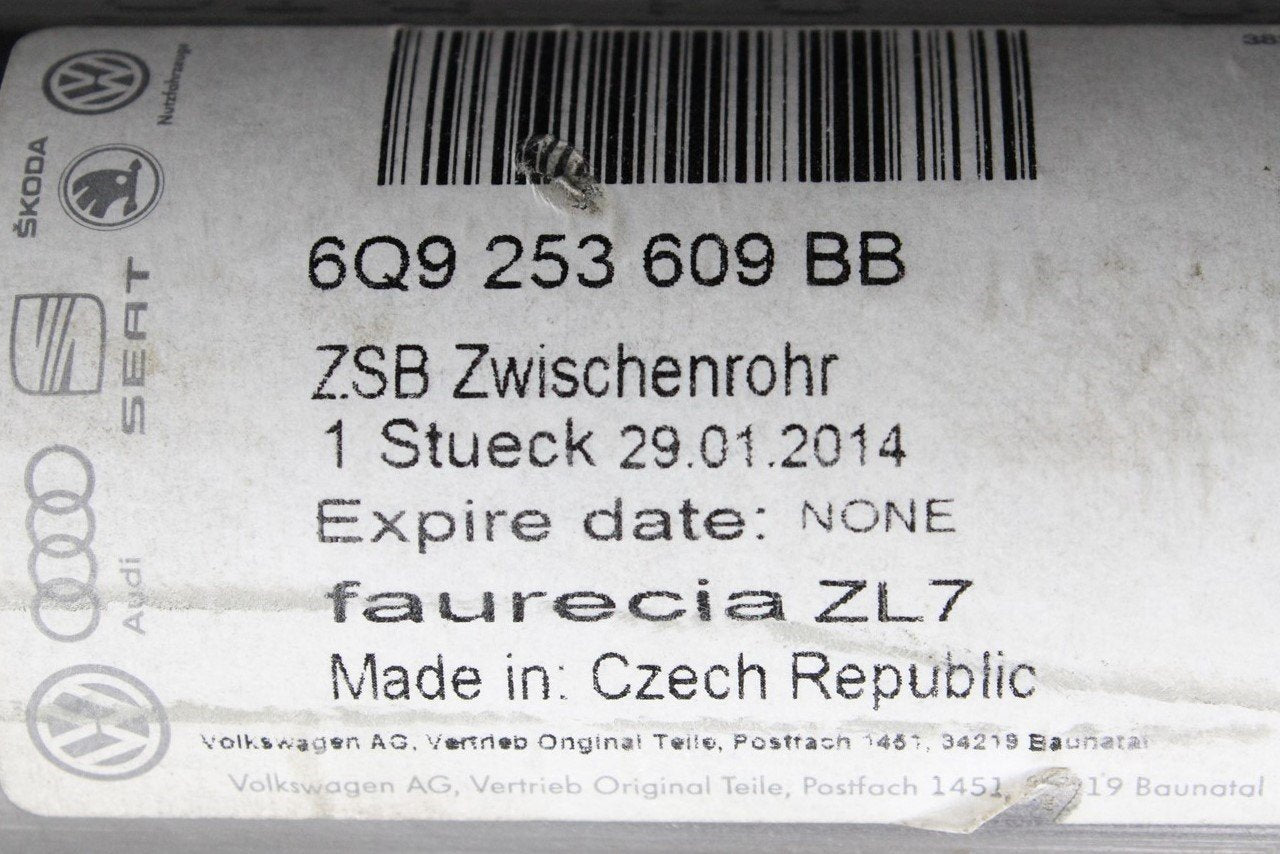 Nutzfahrzeuge
ŠKODA
SEAT
Audi
6Q9 253 609 BB
ZSB Zwischenrohr
1 Stueck 29.01.2014
Expire date: NONE
faurecia ZL7
Made in: Czech Republic
Volkswagen AG, Vertrieb Original Teile, Postfach 1451, 34219 Baunatal
Volkswagen AG, Vertrieb Original Teile, Postfach 1451, 19 Baunatal